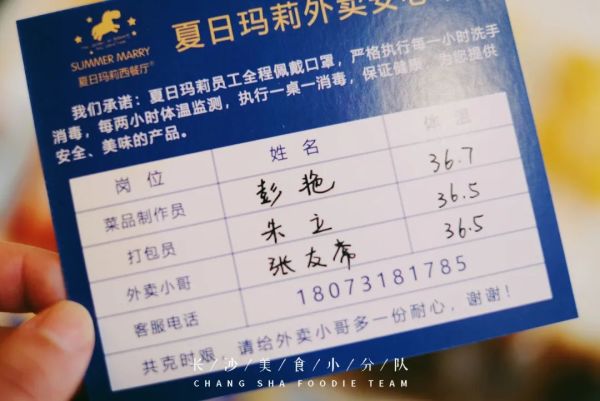 SUMMER MARRY
夏日玛莉西餐厅
夏日玛莉外卖安心
我们承诺：夏日玛莉员工全程佩戴口罩，严格执行每一小时洗手
消毒，每两小时体温监测，执行一桌一消毒，保证健康，为您提供
安全、美味的产品。
岗位 姓名 体温
菜品制作员 彭艳 36.7
打包员 朱立 36.5
外卖小哥 张友席 36.5
客服电话 18073181785
共克时艰，请给外卖小哥多一份耐心，谢谢！
长/沙/美/食/小/分/队
CHANG SHA FOODIE TEAM